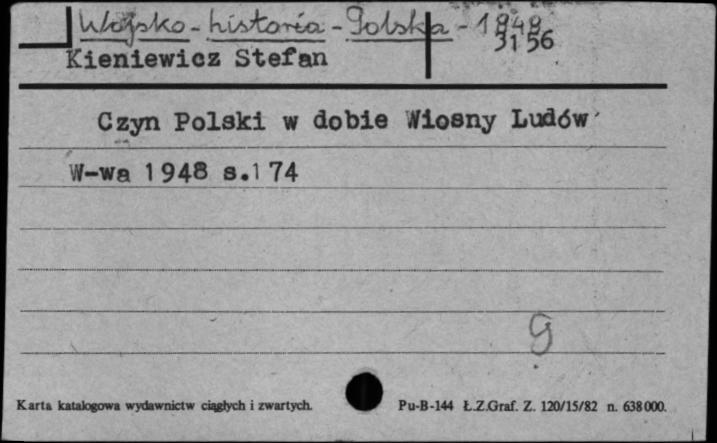 Wojsko - historia - Polska - 1848
3156
Kieniewicz Stefan
Czyn Polski w dobie Wiosny Ludów
W-wa 1948 s.174
g
Karta katalogowa wydawnictw ciągłych i zwartych. Pu-B-144 Ł.Z.Graf. Z. 120/15/82 n. 638000.